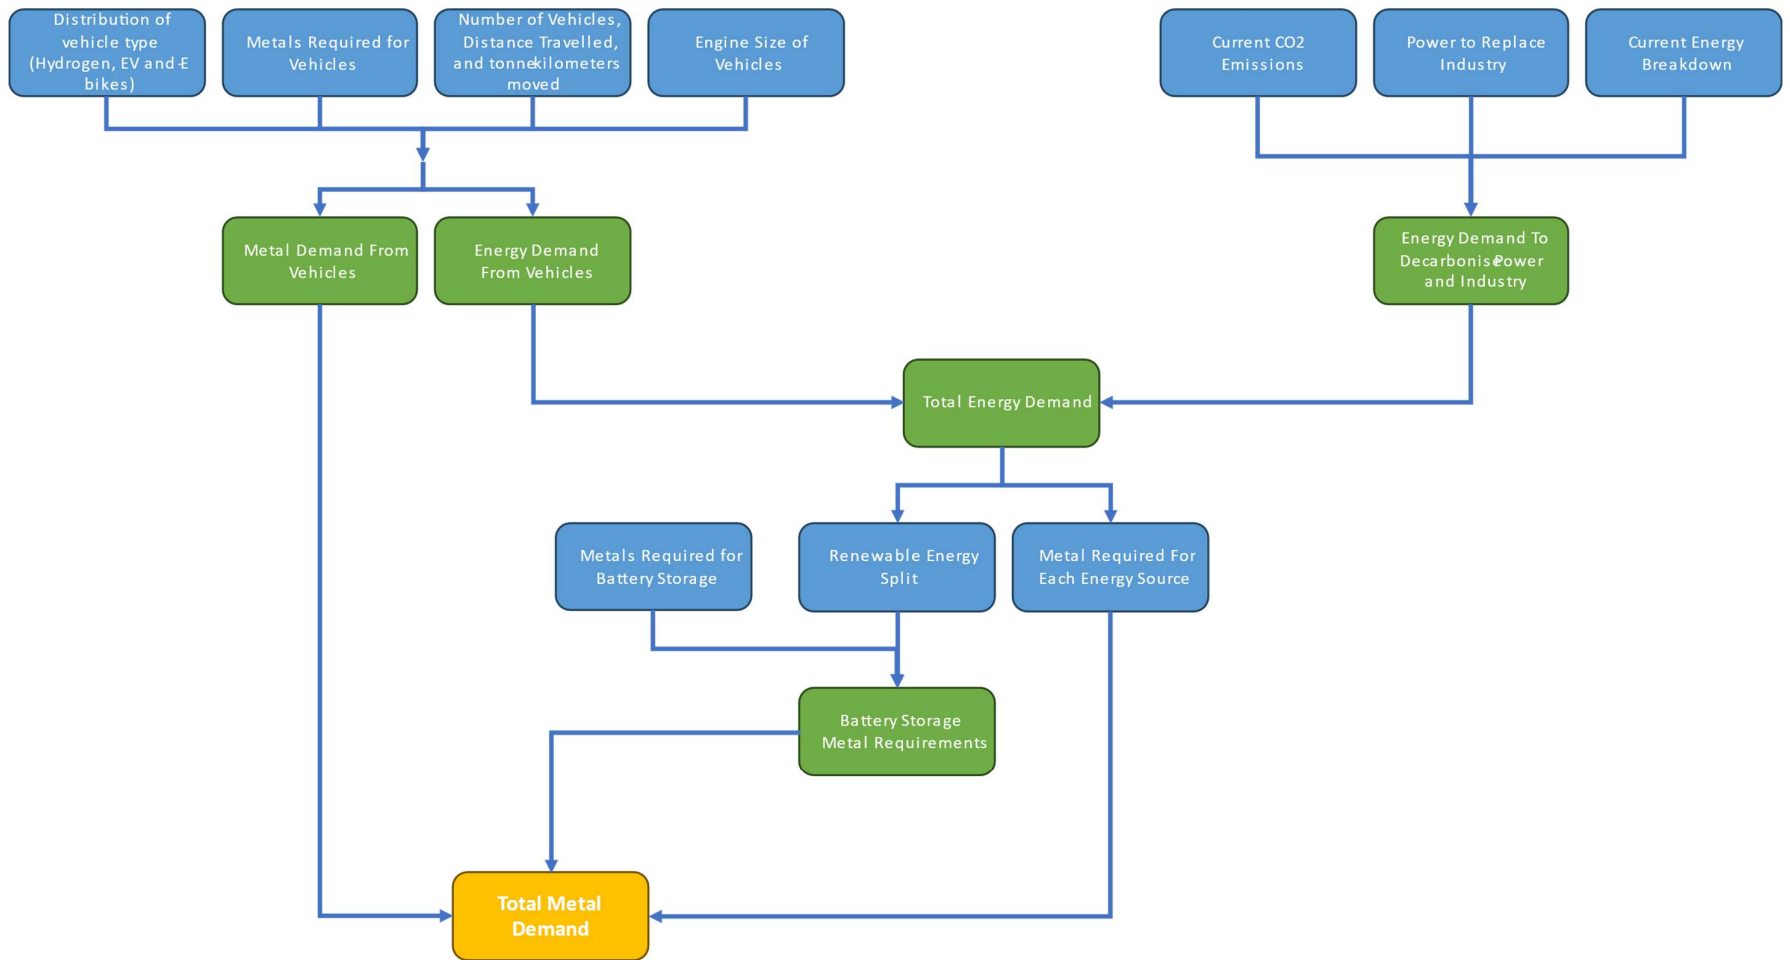 Distribution of
vehicle type
(Hydrogen, EV and -E
bikes)
Metals Required for
Vehicles
Number of Vehicles,
Distance Travelled,
and tonnekilometers
moved
Engine Size of
Vehicles
Current CO2
Emissions
Power to Replace
Industry
Current Energy
Breakdown
Metal Demand From
Vehicles
Energy Demand
From Vehicles
Energy Demand To
Decarbonise Power
and Industry
Total Energy Demand
Metals Required for
Battery Storage
Renewable Energy
Split
Metal Required For
Each Energy Source
Battery Storage
Metal Requirements
Total Metal
Demand